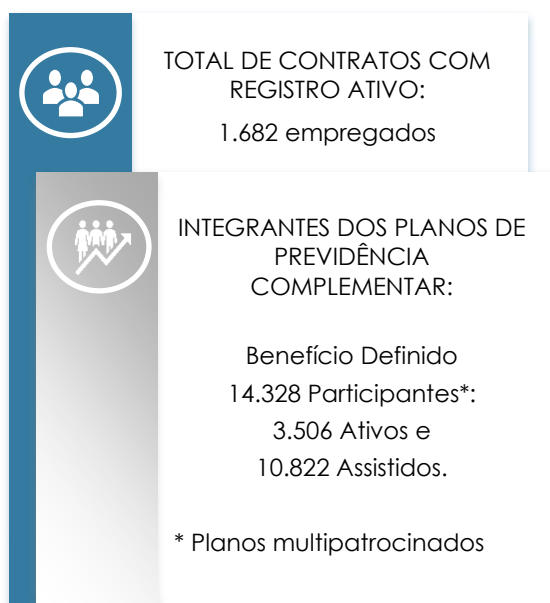 TOTAL DE CONTRATOS COM
REGISTRO ATIVO:
1.682 empregados
INTEGRANTES DOS PLANOS DE
PREVIDÊNCIA
COMPLEMENTAR:
Benefício Definido
14.328 Participantes*:
3.506 Ativos e
10.822 Assistidos.
* Planos multipatrocinados